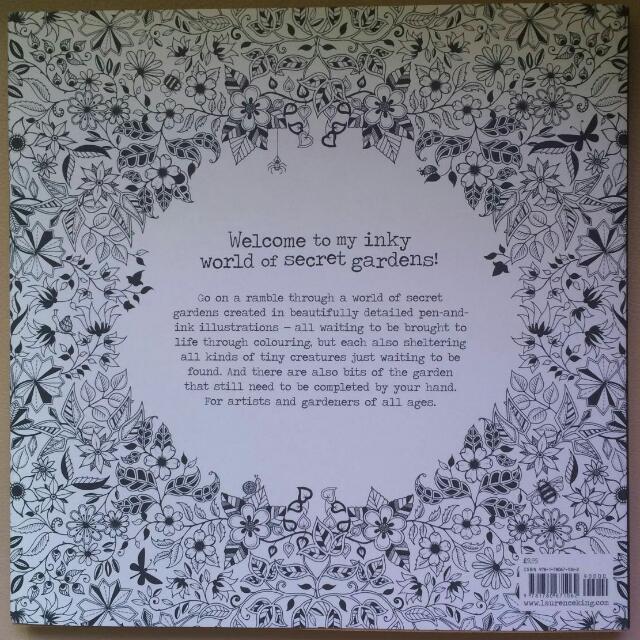 Welcome to my inky
world of secret gardens!
Go on a ramble through a world of secret
gardens created in beautifully detailed pen-and-
ink illustrations – all waiting to be brought to
life through colouring, but each also sheltering
all kinds of tiny creatures just waiting to be
found. And there are also bits of the garden
that still need to be completed by your hand.
For artists and gardeners of all ages.
£9.95
www.laurenceking.com